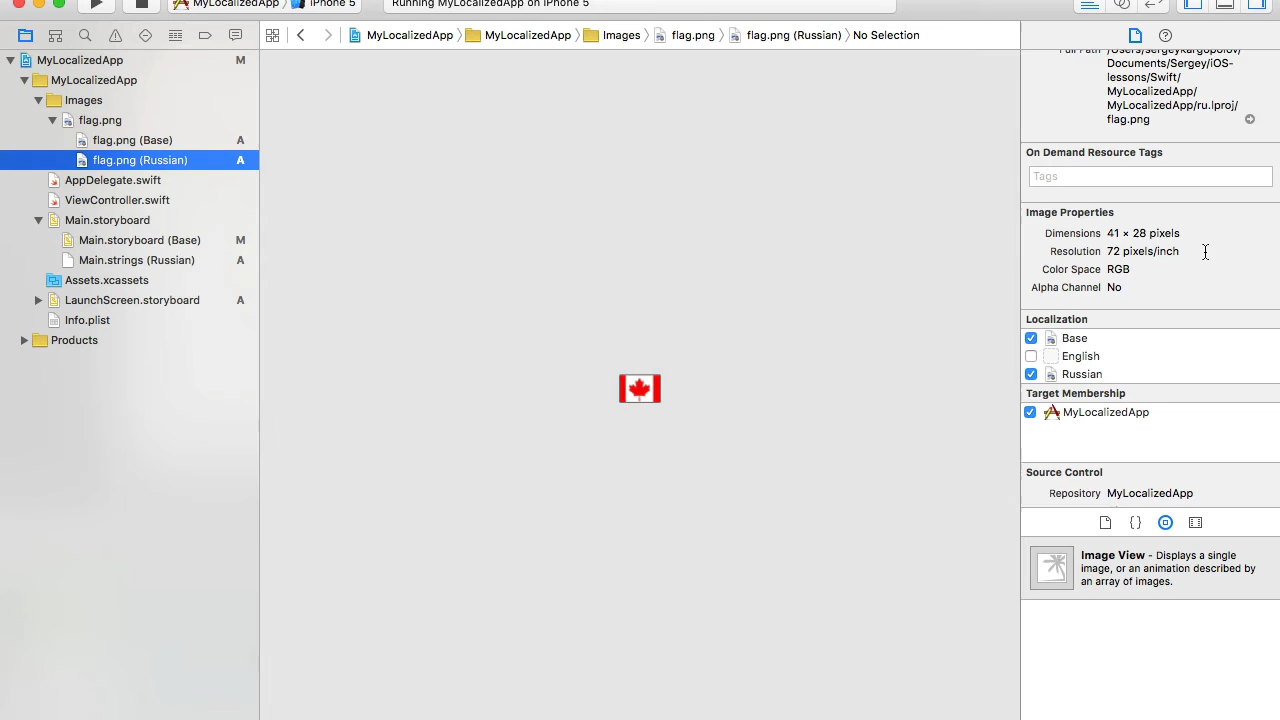 MyLocalizedApp iPhone 5 Running MyLocalizedApp on iPhone 5
MyLocalizedApp MyLocalizedApp Images flag.png flag.png (Russian) No Selection
MyLocalizedApp M
MyLocalizedApp
Images
flag.png
flag.png (Base) A
flag.png (Russian) A
AppDelegate.swift
ViewController.swift
Main.storyboard
Main.storyboard (Base) M
Main.strings (Russian) A
Assets.xcassets
LaunchScreen.storyboard A
Info.plist
Products
Full Path /Users/sergeykargopolov/
Documents/Sergey/iOS-
lessons/Swift/
MyLocalizedApp/
MyLocalizedApp/ru.lproj/
flag.png
On Demand Resource Tags
Tags
Image Properties
Dimensions 41 × 28 pixels
Resolution 72 pixels/inch
Color Space RGB
Alpha Channel No
Localization
Base
English
Russian
Target Membership
MyLocalizedApp
Source Control
Repository MyLocalizedApp
Image View - Displays a single
image, or an animation described by
an array of images.